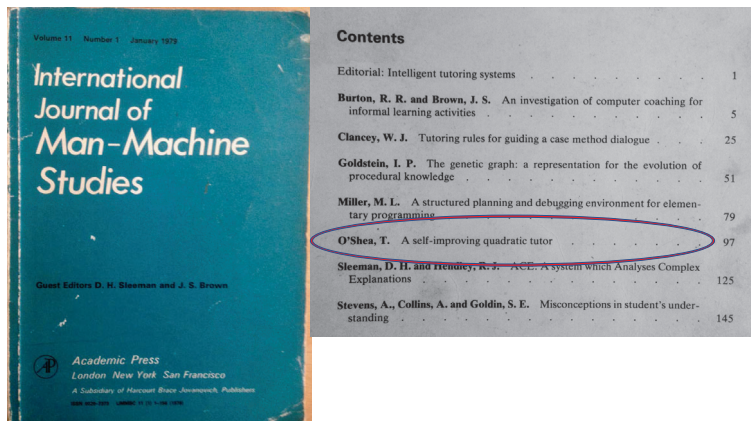 Volume 11 Number 1 January 1979
International
Journal of
Man-Machine
Studies
Guest Editors D. H. Sleeman and J. S. Brown
AP
Academic Press
London New York San Francisco
A Subsidiary of Harcourt Brace Jovanovich, Publishers
Contents
Editorial: Intelligent tutoring systems . . . . . . . 1
Burton, R. R. and Brown, J. S. An investigation of computer coaching for
informal learning activities . . . . . . . . 5
Clancey, W. J. Tutoring rules for guiding a case method dialogue . . 25
Goldstein, I. P. The genetic graph: a representation for the evolution of
procedural knowledge . . . . . . . . . 51
Miller, M. L. A structured planning and debugging environment for elemen-
tary programming . . . . . . . . . 79
O'Shea, T. A self-improving quadratic tutor . . . . . . 97
Sleeman, D. H. and Hendley, R. J. ACE: A system which Analyses Complex
Explanations . . . . . . . . . . 125
Stevens, A., Collins, A. and Goldin, S. E. Misconceptions in student's under-
standing . . . . . . . . . . 145